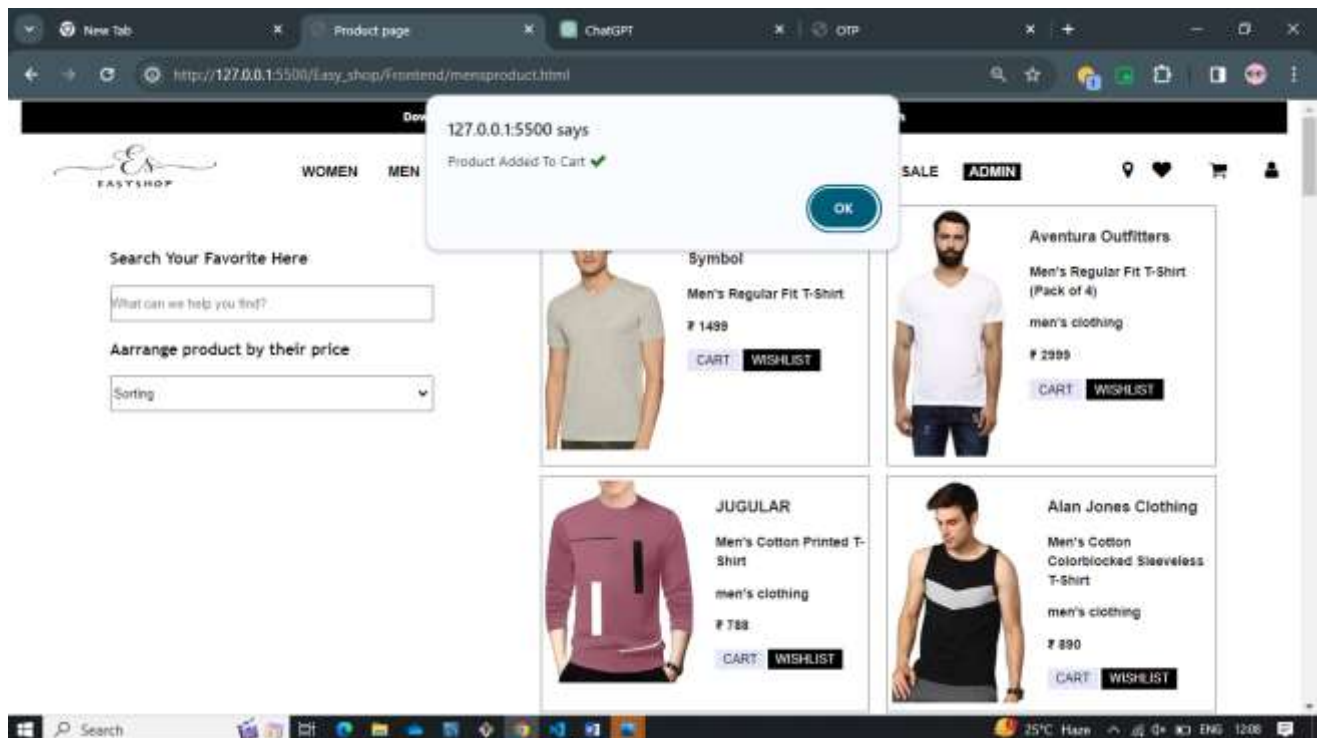 New Tab
Product page
ChatGPT
OTP
http://127.0.0.1:5500/Easy_shop/Frontend/mensproduct.html
127.0.0.1:5500 says
Product Added To Cart ✔
OK
Es
EASYSHOP
WOMEN
MEN
SALE
ADMIN
Search Your Favorite Here
What can we help you find?
Aarrange product by their price
Sorting
Symbol
Men's Regular Fit T-Shirt
₹ 1499
CART WISHLIST
Aventura Outfitters
Men's Regular Fit T-Shirt
(Pack of 4)
men's clothing
₹ 2999
CART WISHLIST
JUGULAR
Men's Cotton Printed T-
Shirt
men's clothing
₹ 788
CART WISHLIST
Alan Jones Clothing
Men's Cotton
Colorblocked Sleeveless
T-Shirt
men's clothing
₹ 890
CART WISHLIST
Search
25°C Haze
ENG
12:08